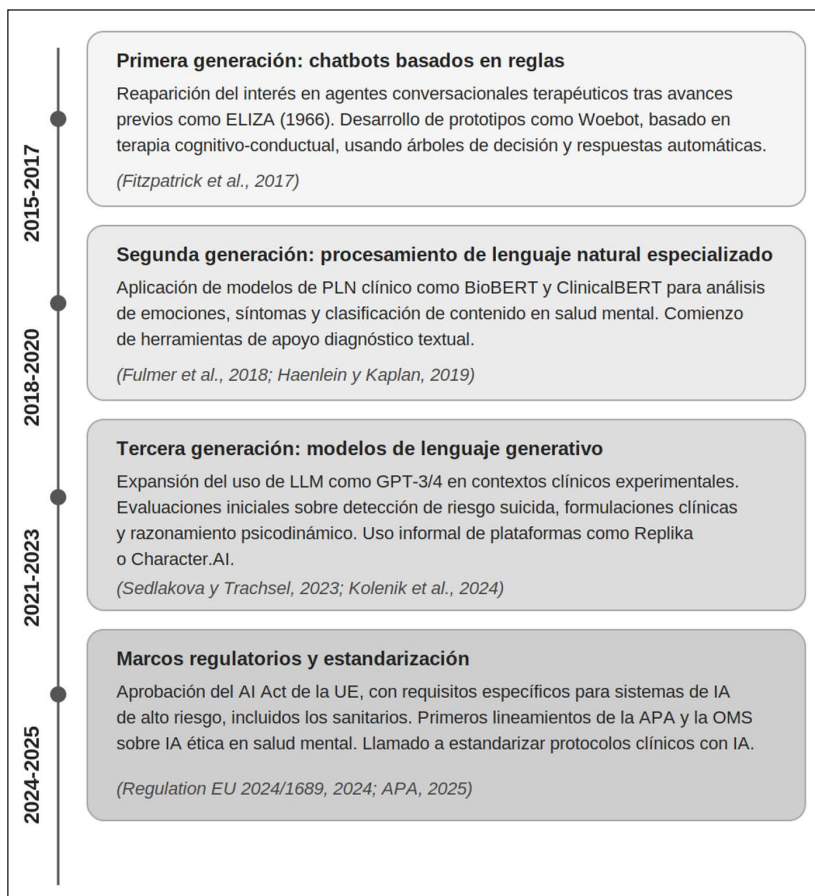 2015-2017
Primera generación: chatbots basados en reglas
Reaparición del interés en agentes conversacionales terapéuticos tras avances
previos como ELIZA (1966). Desarrollo de prototipos como Woebot, basado en
terapia cognitivo-conductual, usando árboles de decisión y respuestas automáticas.
(Fitzpatrick et al., 2017)
2018-2020
Segunda generación: procesamiento de lenguaje natural especializado
Aplicación de modelos de PLN clínico como BioBERT y ClinicalBERT para análisis
de emociones, síntomas y clasificación de contenido en salud mental. Comienzo
de herramientas de apoyo diagnóstico textual.
(Fulmer et al., 2018; Haenlein y Kaplan, 2019)
2021-2023
Tercera generación: modelos de lenguaje generativo
Expansión del uso de LLM como GPT-3/4 en contextos clínicos experimentales.
Evaluaciones iniciales sobre detección de riesgo suicida, formulaciones clínicas
y razonamiento psicodinámico. Uso informal de plataformas como Replika
o Character.AI.
(Sedlakova y Trachsel, 2023; Kolenik et al., 2024)
2024-2025
Marcos regulatorios y estandarización
Aprobación del AI Act de la UE, con requisitos específicos para sistemas de IA
de alto riesgo, incluidos los sanitarios. Primeros lineamientos de la APA y la OMS
sobre IA ética en salud mental. Llamado a estandarizar protocolos clínicos con IA.
(Regulation EU 2024/1689, 2024; APA, 2025)